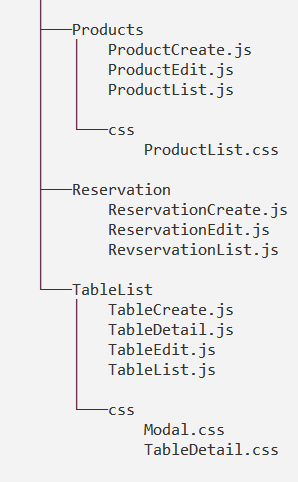 Products
ProductCreate.js
ProductEdit.js
ProductList.js
css
ProductList.css
Reservation
ReservationCreate.js
ReservationEdit.js
RevservationList.js
TableList
TableCreate.js
TableDetail.js
TableEdit.js
TableList.js
css
Modal.css
TableDetail.css